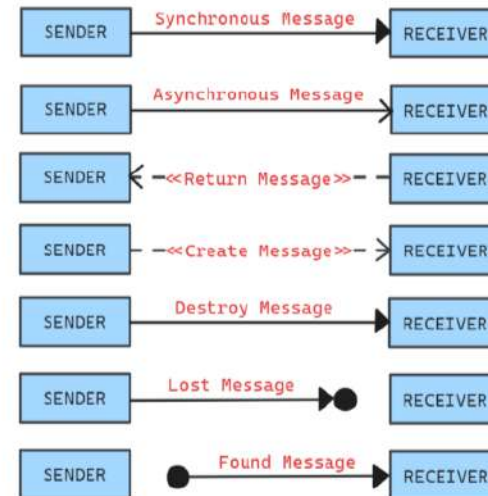 SENDER Synchronous Message RECEIVER
SENDER Asynchronous Message RECEIVER
SENDER <<Return Message>> RECEIVER
SENDER <<Create Message>> RECEIVER
SENDER Destroy Message RECEIVER
SENDER Lost Message RECEIVER
SENDER Found Message RECEIVER